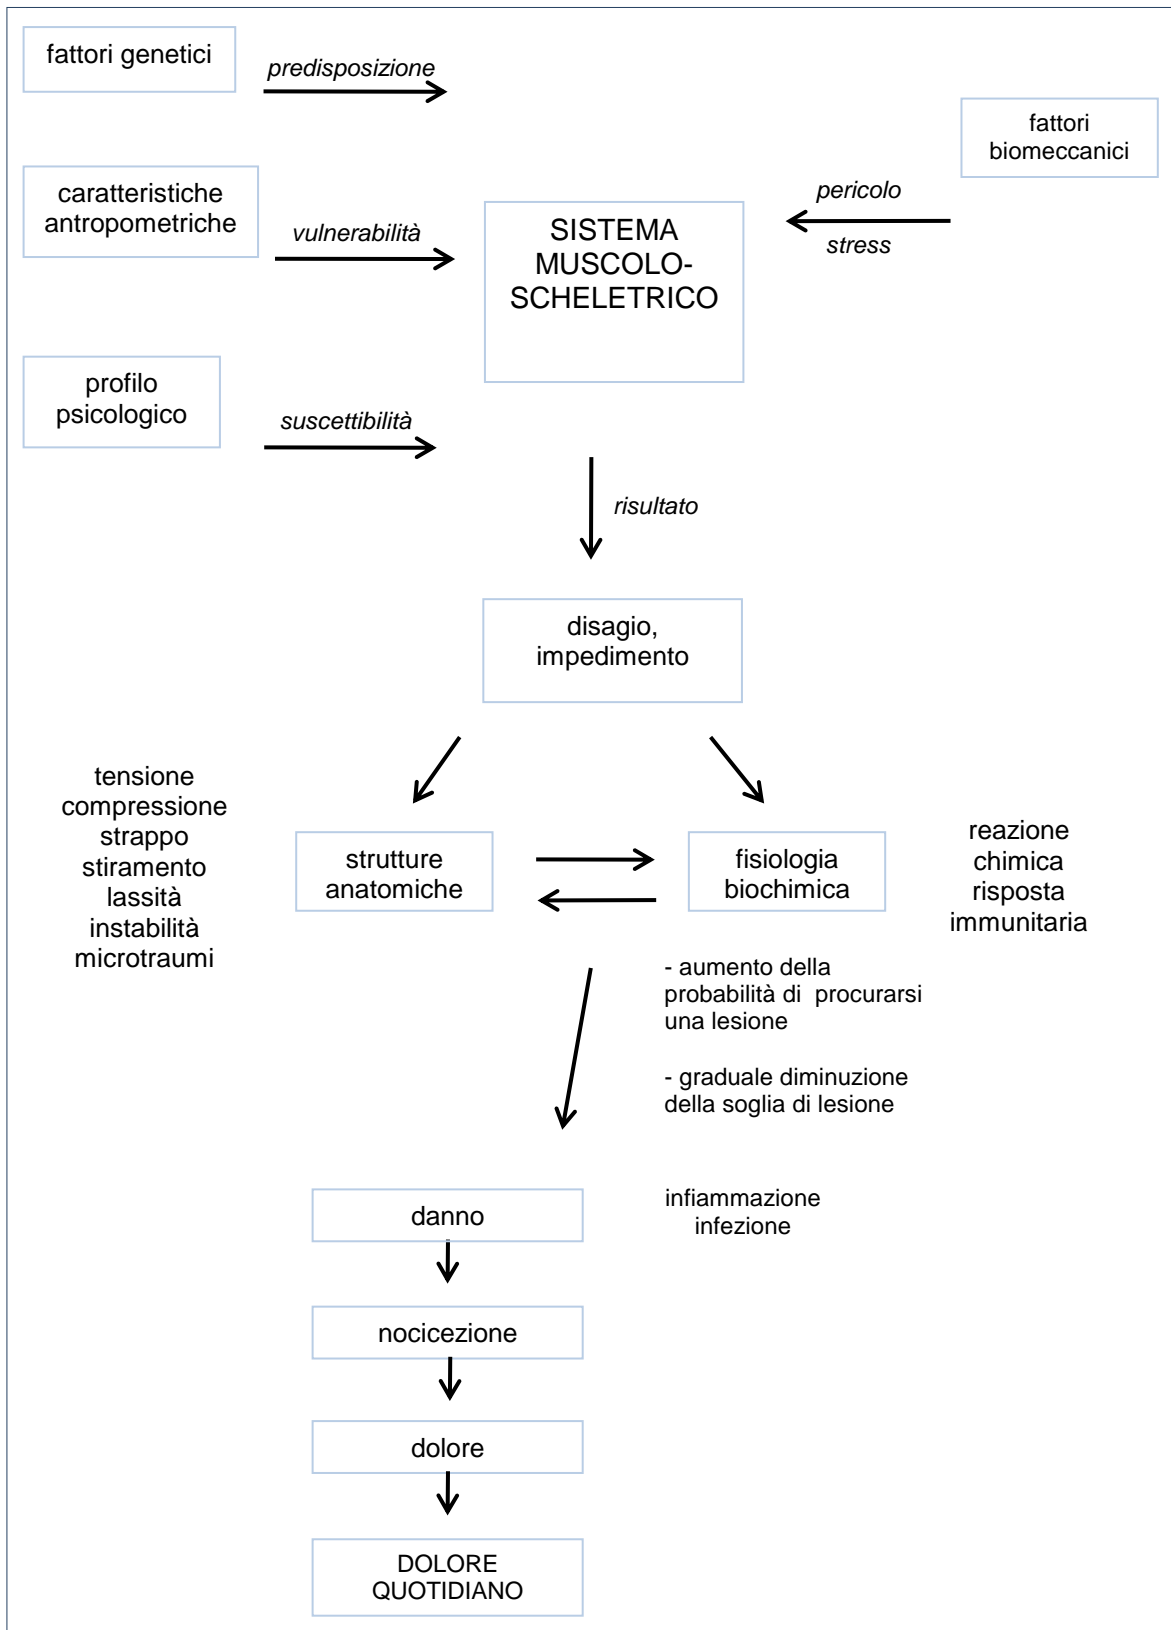 fattori genetici
predisposizione
fattori
biomeccanici
caratteristiche
antropometriche
vulnerabilità
pericolo
stress
SISTEMA
MUSCOLO-
SCHELETRICO
profilo
psicologico
suscettibilità
risultato
disagio,
impedimento
tensione
compressione
strappo
stiramento
lassità
instabilità
microtraumi
strutture
anatomiche
fisiologia
biochimica
reazione
chimica
risposta
immunitaria
- aumento della
probabilità di procurarsi
una lesione
- graduale diminuzione
della soglia di lesione
danno
infiammazione
infezione
nocicezione
dolore
DOLORE
QUOTIDIANO